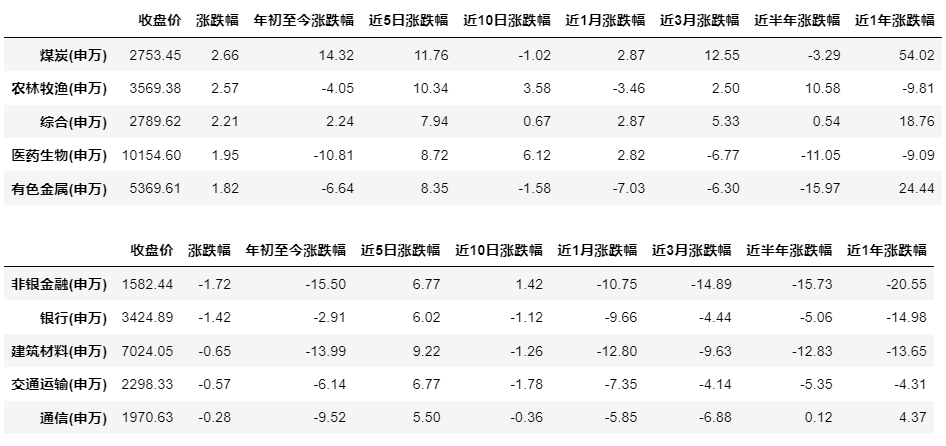 收盘价 涨跌幅 年初至今涨跌幅 近5日涨跌幅 近10日涨跌幅 近1月涨跌幅 近3月涨跌幅 近半年涨跌幅 近1年涨跌幅
煤炭(申万) 2753.45 2.66 14.32 11.76 -1.02 2.87 12.55 -3.29 54.02
农林牧渔(申万) 3569.38 2.57 -4.05 10.34 3.58 -3.46 2.50 10.58 -9.81
综合(申万) 2789.62 2.21 2.24 7.94 0.67 2.87 5.33 0.54 18.76
医药生物(申万) 10154.60 1.95 -10.81 8.72 6.12 2.82 -6.77 -11.05 -9.09
有色金属(申万) 5369.61 1.82 -6.64 8.35 -1.58 -7.03 -6.30 -15.97 24.44
收盘价 涨跌幅 年初至今涨跌幅 近5日涨跌幅 近10日涨跌幅 近1月涨跌幅 近3月涨跌幅 近半年涨跌幅 近1年涨跌幅
非银金融(申万) 1582.44 -1.72 -15.50 6.77 1.42 -10.75 -14.89 -15.73 -20.55
银行(申万) 3424.89 -1.42 -2.91 6.02 -1.12 -9.66 -4.44 -5.06 -14.98
建筑材料(申万) 7024.05 -0.65 -13.99 9.22 -1.26 -12.80 -9.63 -12.83 -13.65
交通运输(申万) 2298.33 -0.57 -6.14 6.77 -1.78 -7.35 -4.14 -5.35 -4.31
通信(申万) 1970.63 -0.28 -9.52 5.50 -0.36 -5.85 -6.88 0.12 4.37